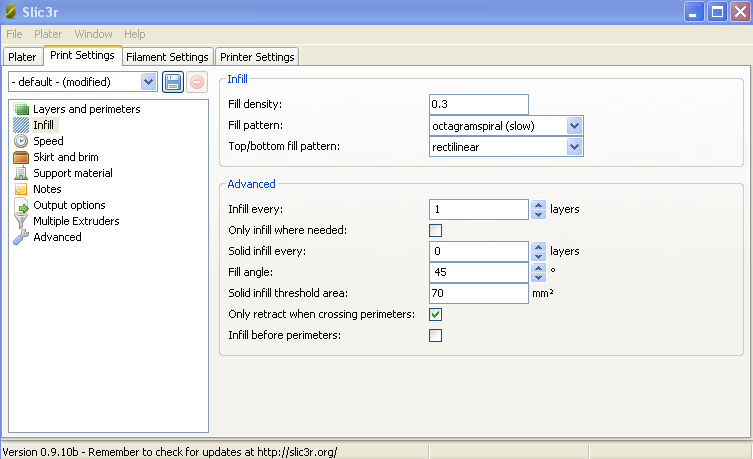 Slic3r
File Plater Window Help
Plater Print Settings Filament Settings Printer Settings
- default - (modified)
Layers and perimeters
Infill
Speed
Skirt and brim
Support material
Notes
Output options
Multiple Extruders
Advanced
Infill
Fill density: 0.3
Fill pattern: octagramspiral (slow)
Top/bottom fill pattern: rectilinear
Advanced
Infill every: 1 layers
Only infill where needed:
Solid infill every: 0 layers
Fill angle: 45 °
Solid infill threshold area: 70 mm²
Only retract when crossing perimeters:
Infill before perimeters:
Version 0.9.10b - Remember to check for updates at http://slic3r.org/